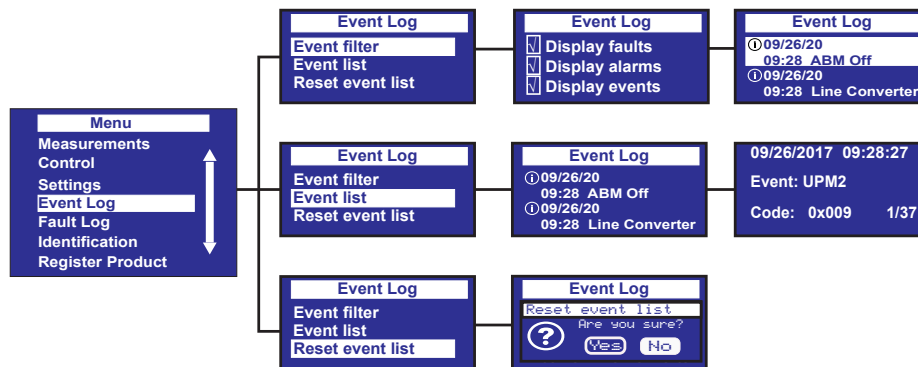 Menu
Measurements
Control
Settings
Event Log
Fault Log
Identification
Register Product
Event Log
Event filter
Event list
Reset event list
Event Log
√ Display faults
√ Display alarms
√ Display events
Event Log
i 09/26/20
09:28 ABM Off
i 09/26/20
09:28 Line Converter
Event Log
Event filter
Event list
Reset event list
Event Log
i 09/26/20
09:28 ABM Off
i 09/26/20
09:28 Line Converter
09/26/2017 09:28:27
Event: UPM2
Code: 0x009 1/37
Event Log
Event filter
Event list
Reset event list
Event Log
Reset event list
? Are you sure?
Yes No